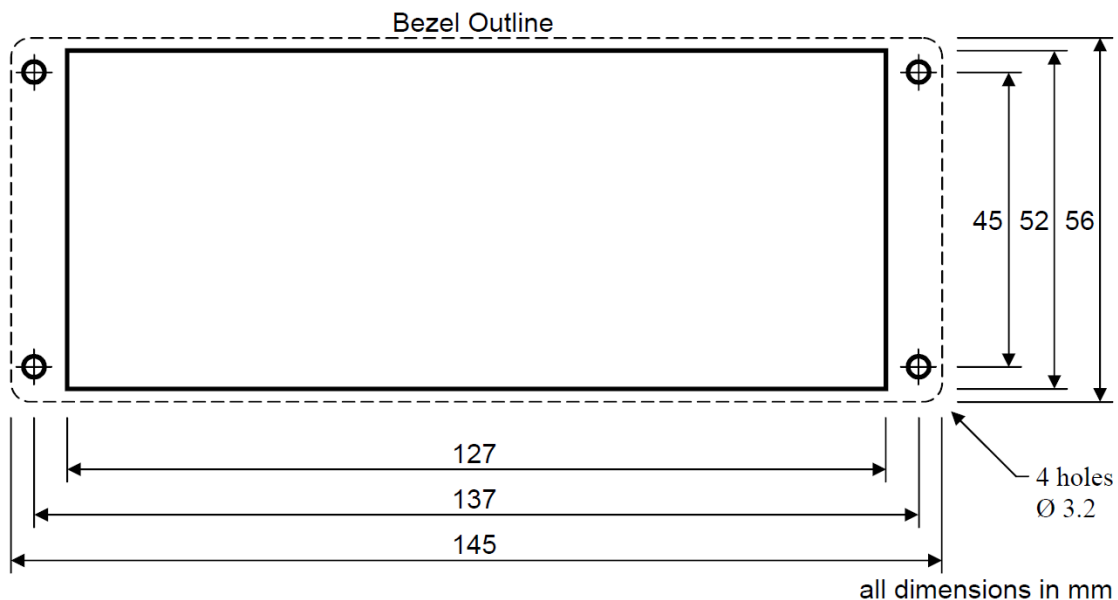 Bezel Outline
45 52 56
127
4 holes
Ø 3.2
137
145
all dimensions in mm